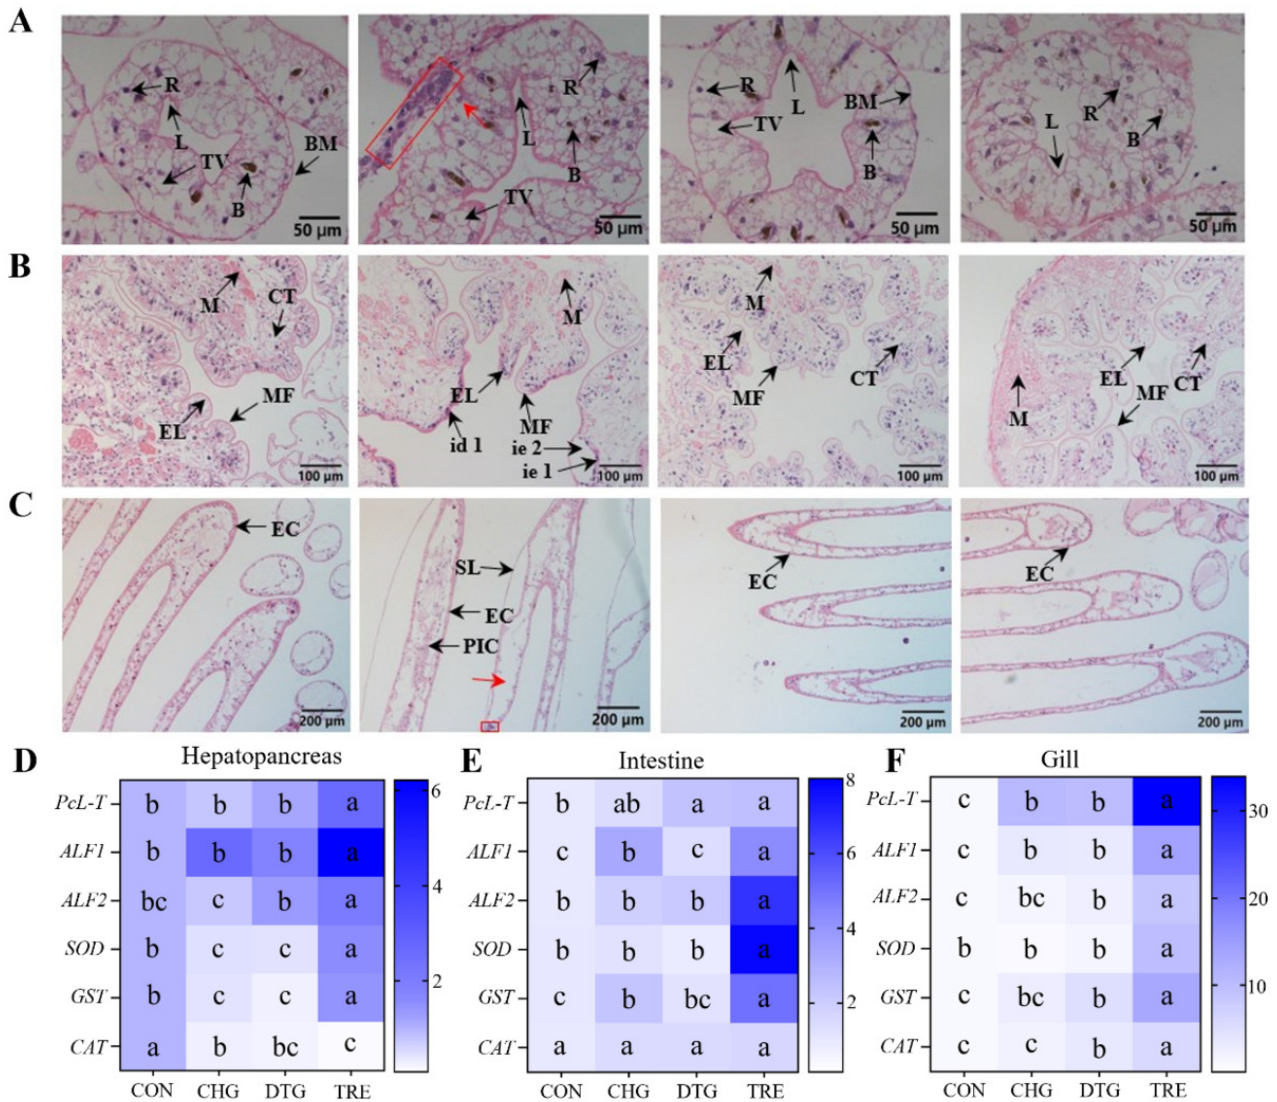 A
R
L
TV
B
BM
50 μm
R
L
B
TV
50 μm
R
L
BM
TV
B
50 μm
L
R
B
50 μm
B
M
CT
EL
MF
100 μm
M
EL
MF
id 1
ie 2
ie 1
100 μm
M
EL
MF
CT
100 μm
M
EL
MF
CT
100 μm
C
EC
200 μm
SL
EC
PIC
200 μm
EC
200 μm
EC
200 μm
D
Hepatopancreas
PcL-T b b b a
ALF1 b b b a
ALF2 bc c b a
SOD b c c a
GST b c c a
CAT a b bc c
CON CHG DTG TRE
6
4
2
E
Intestine
PcL-T b ab a a
ALF1 c b c a
ALF2 b b b a
SOD b b b a
GST c b bc a
CAT a a a a
CON CHG DTG TRE
8
6
4
2
F
Gill
PcL-T c b b a
ALF1 c b b a
ALF2 c bc b a
SOD b b b a
GST c bc b a
CAT c c b a
CON CHG DTG TRE
30
20
10